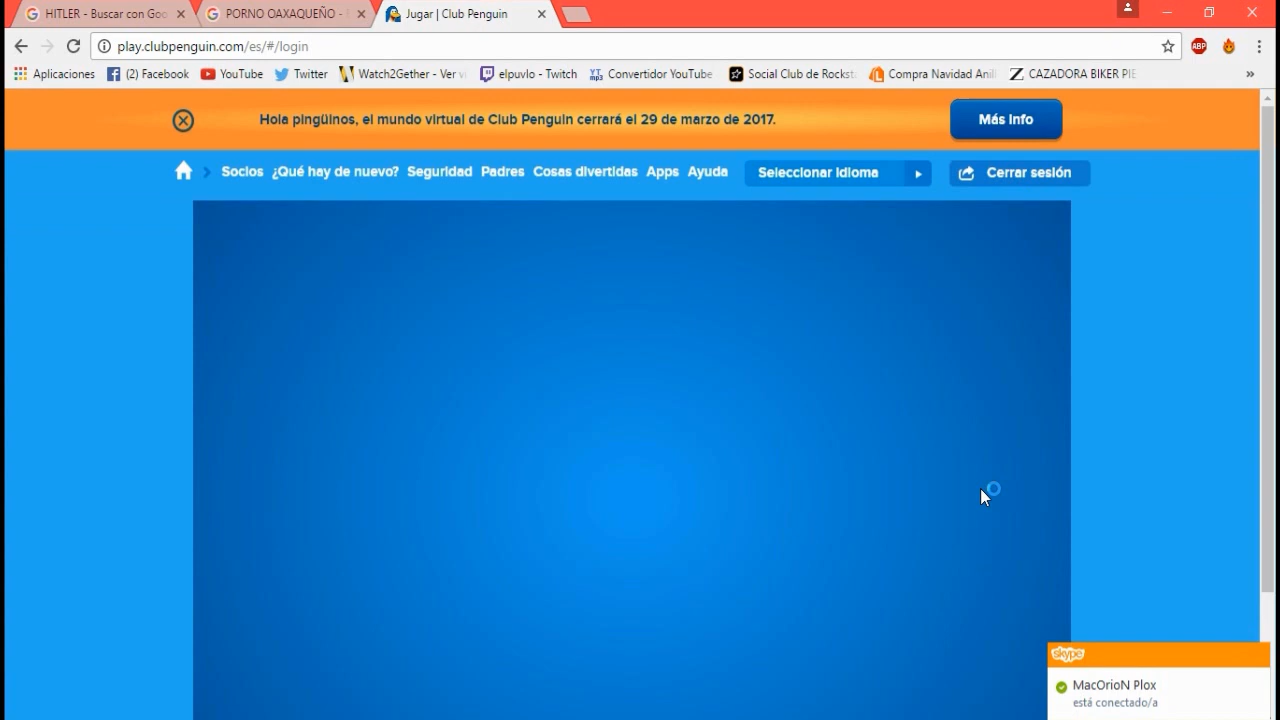 HITLER - Buscar con Goo
PORNO OAXAQUEÑO -
Jugar | Club Penguin
play.clubpenguin.com/es/#/login
ABP
Aplicaciones
(2) Facebook
YouTube
Twitter
Watch2Gether - Ver vi
elpuvlo - Twitch
Convertidor YouTube
Social Club de Rocksta
Compra Navidad Anill
CAZADORA BIKER PIE
»
Hola pingüinos, el mundo virtual de Club Penguin cerrará el 29 de marzo de 2017.
Más info
Socios ¿Qué hay de nuevo? Seguridad Padres Cosas divertidas Apps Ayuda
Seleccionar idioma
Cerrar sesión
skype
MacOrioN Plox
está conectado/a